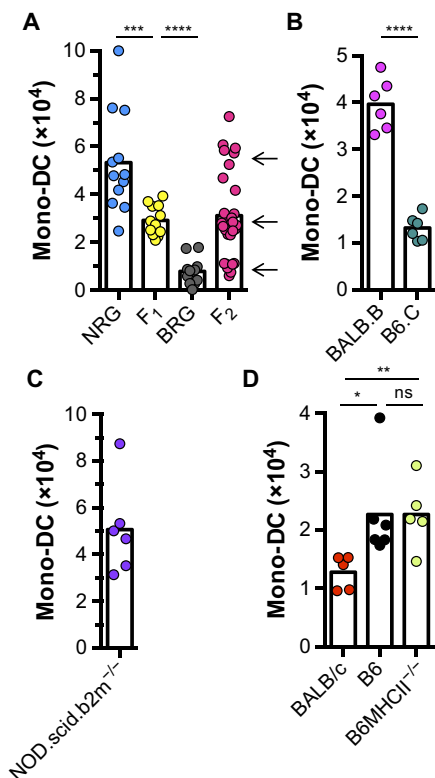 A
*** ****
Mono-DC (×10⁴)
10
8
6
4
2
0
NRG
F₁
BRG
F₂
B
****
Mono-DC (×10⁴)
5
4
3
2
1
0
BALB.B
B6.C
C
Mono-DC (×10⁴)
10
8
6
4
2
0
NOD.scid.b2m⁻/⁻
D
**
* ns
Mono-DC (×10⁴)
4
3
2
1
0
BALB/c
B6
B6MHCII⁻/⁻